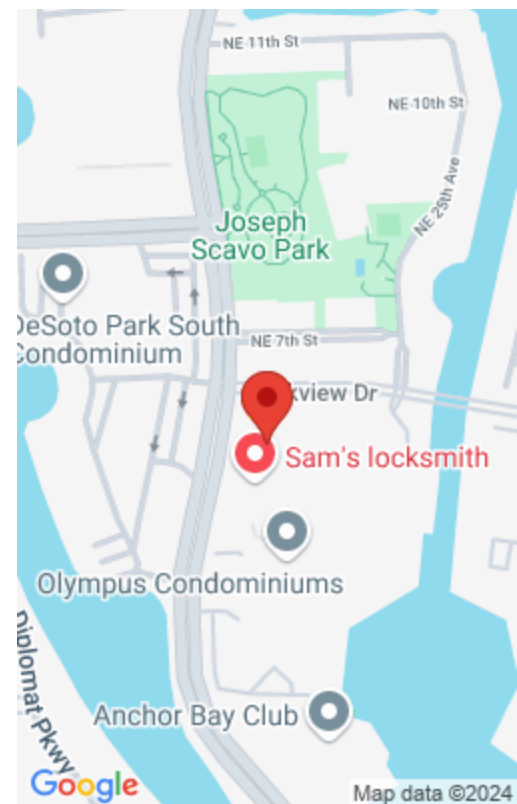 NE 11th St
NE 10th St
NE 25th Ave
Joseph
Scavo Park
DeSoto Park South
Condominium
NE 7th St
kview Dr
Sam's locksmith
Olympus Condominiums
Diplomat Pkwy
Anchor Bay Club
Google
Map data ©2024